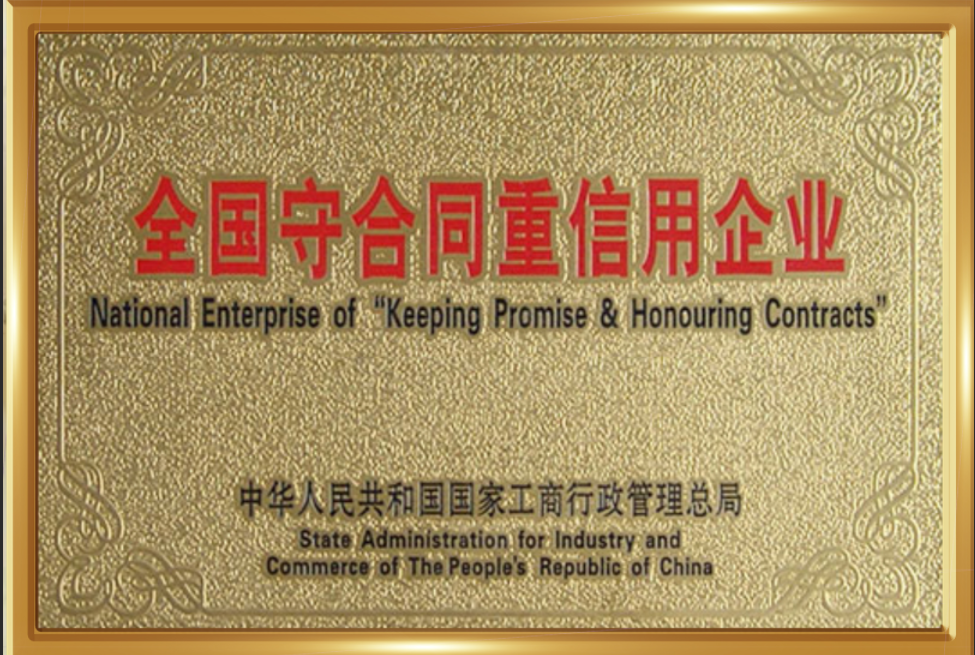 全国守合同重信用企业
National Enterprise of “Keeping Promise & Honouring Contracts”
中华人民共和国国家工商行政管理总局
State Administration for Industry and
Commerce of The People's Republic of China